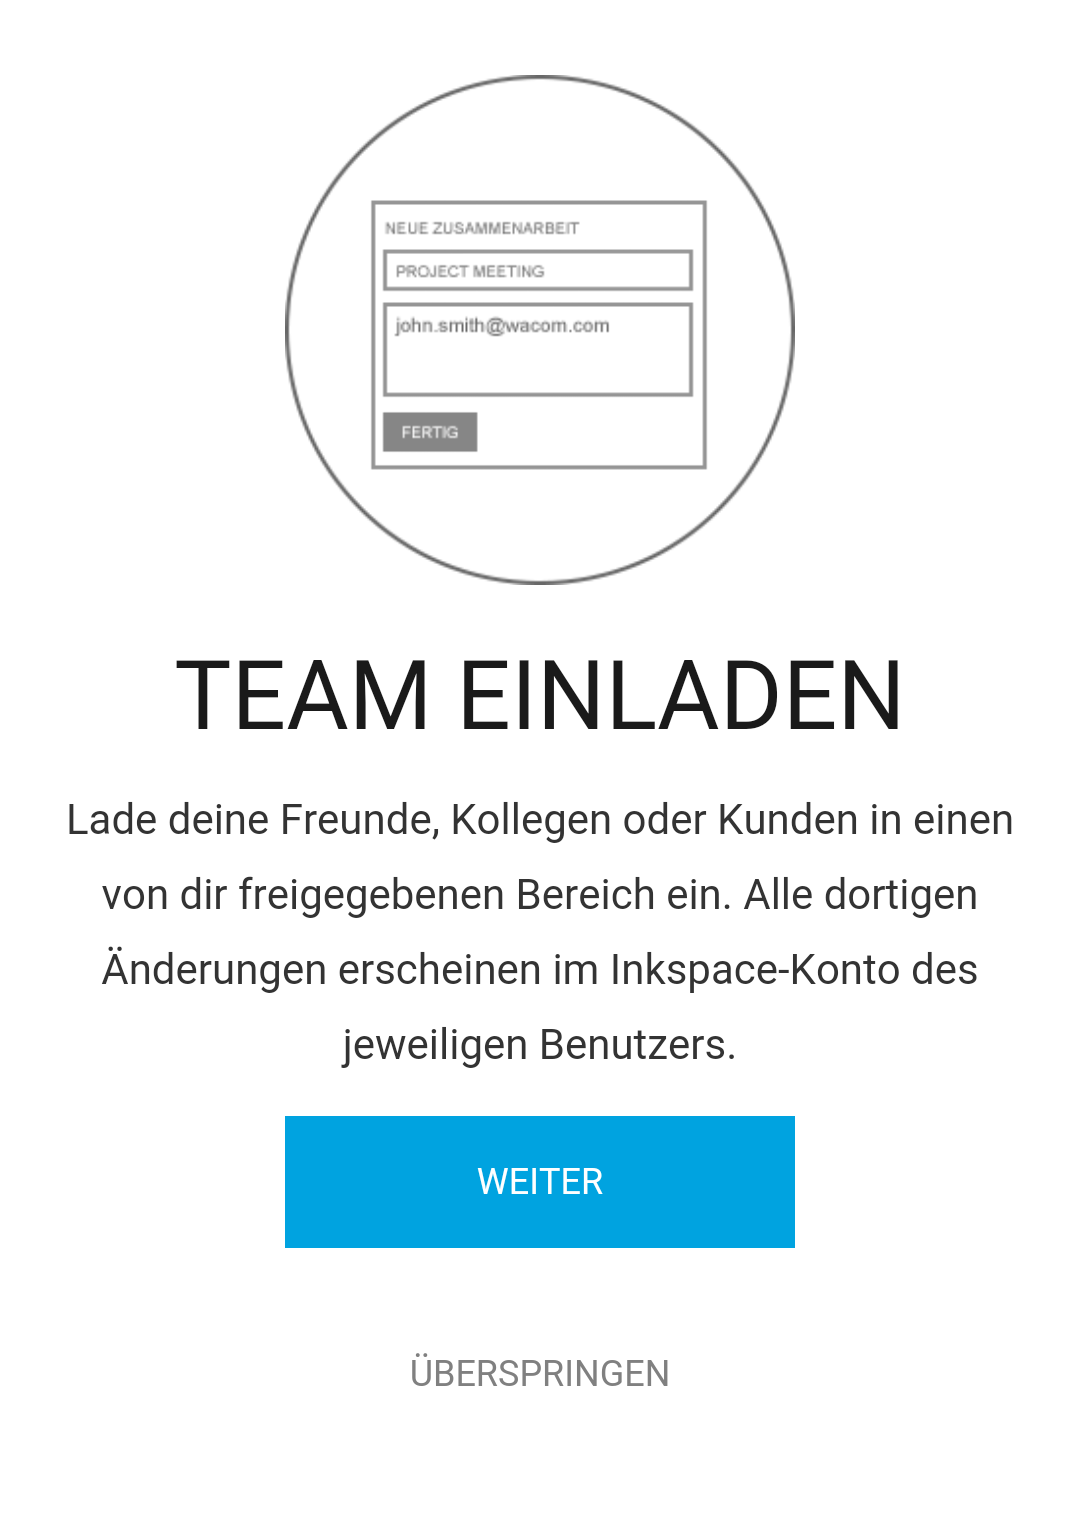 NEUE ZUSAMMENARBEIT
PROJECT MEETING
john.smith@wacom.com
FERTIG
TEAM EINLADEN
Lade deine Freunde, Kollegen oder Kunden in einen
von dir freigegebenen Bereich ein. Alle dortigen
Änderungen erscheinen im Inkspace-Konto des
jeweiligen Benutzers.
WEITER
ÜBERSPRINGEN